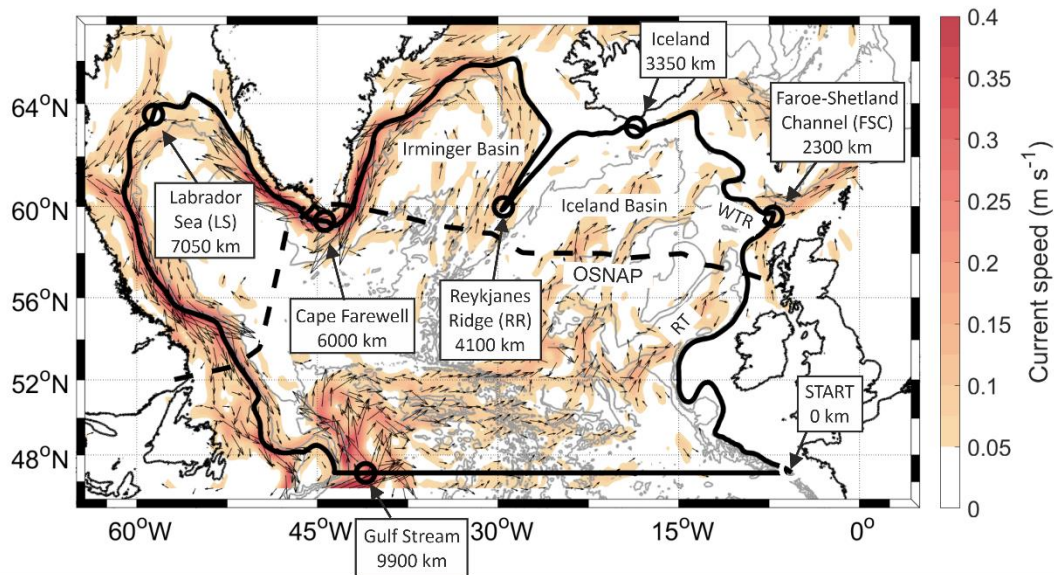 Iceland
3350 km
Faroe-Shetland
Channel (FSC)
2300 km
Irminger Basin
Labrador
Sea (LS)
7050 km
Iceland Basin
WTR
OSNAP
Cape Farewell
6000 km
Reykjanes
Ridge (RR)
4100 km
RT
START
0 km
Gulf Stream
9900 km
64°N
60°N
56°N
52°N
48°N
60°W
45°W
30°W
15°W
0°
0.4
0.35
0.3
0.25
0.2
0.15
0.1
0.05
0
Current speed (m s-1)